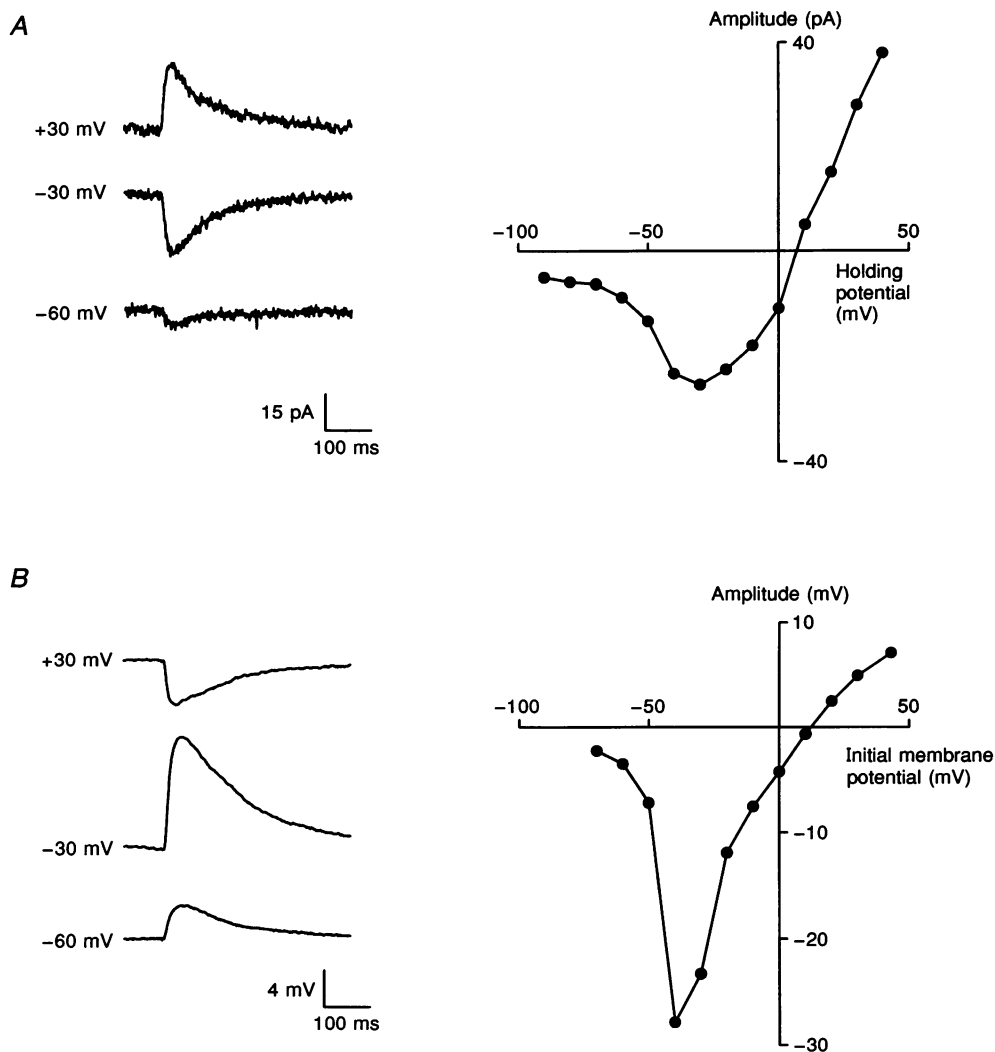 A
+30 mV
−30 mV
−60 mV
15 pA
100 ms
Amplitude (pA)
40
−100
−50
50
Holding
potential
(mV)
−40
B
+30 mV
−30 mV
−60 mV
4 mV
100 ms
Amplitude (mV)
10
−100
−50
50
Initial membrane
potential (mV)
−10
−20
−30